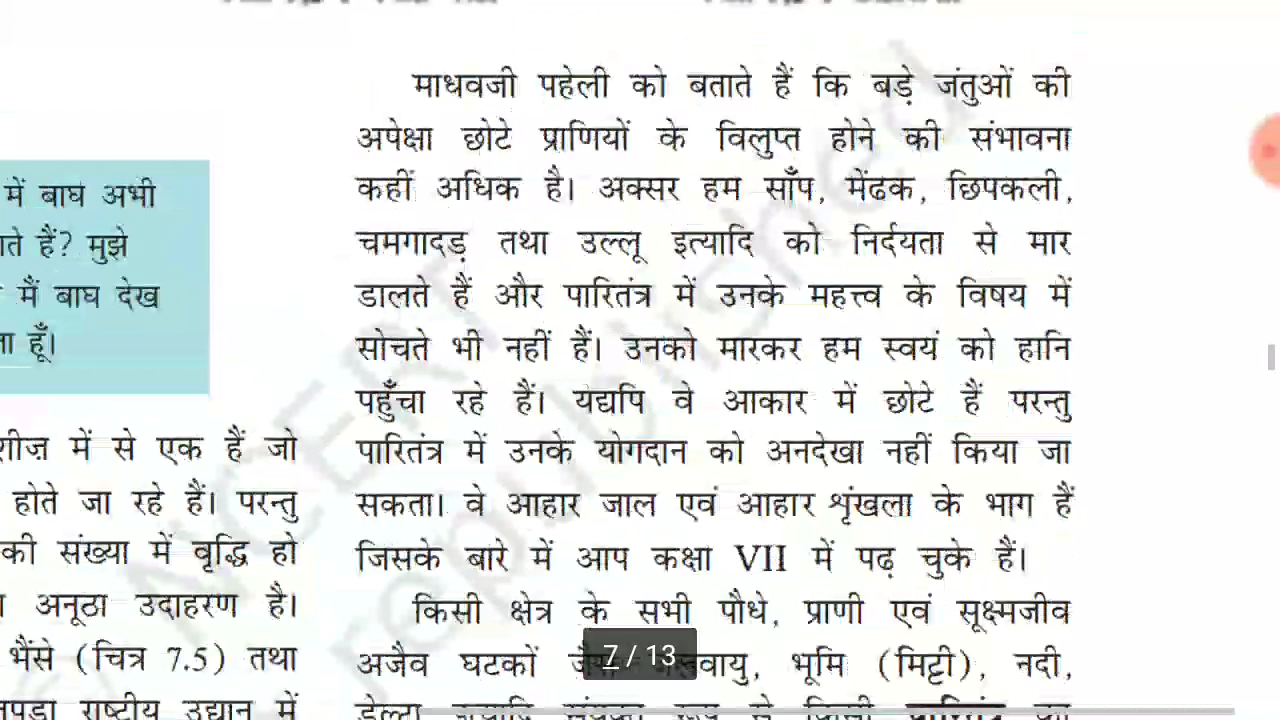 में बाघ अभी
हैं? मुझे
मैं बाघ देख
हूँ।
में से एक हैं जो
होते जा रहे हैं। परन्तु
की संख्या में वृद्धि हो
अनूठा उदाहरण है।
भैंसे (चित्र 7.5) तथा
राष्ट्रीय उद्यान में
माधवजी पहेली को बताते हैं कि बड़े जंतुओं की
अपेक्षा छोटे प्राणियों के विलुप्त होने की संभावना
कहीं अधिक है। अक्सर हम साँप, मेंढक, छिपकली,
चमगादड़ तथा उल्लू इत्यादि को निर्दयता से मार
डालते हैं और पारितंत्र में उनके महत्त्व के विषय में
सोचते भी नहीं हैं। उनको मारकर हम स्वयं को हानि
पहुँचा रहे हैं। यद्यपि वे आकार में छोटे हैं परन्तु
पारितंत्र में उनके योगदान को अनदेखा नहीं किया जा
सकता। वे आहार जाल एवं आहार शृंखला के भाग हैं
जिसके बारे में आप कक्षा VII में पढ़ चुके हैं।
किसी क्षेत्र के सभी पौधे, प्राणी एवं सूक्ष्मजीव
अजैव घटकों भूमि (मिट्टी), नदी,
7 / 13
NCERT
republished